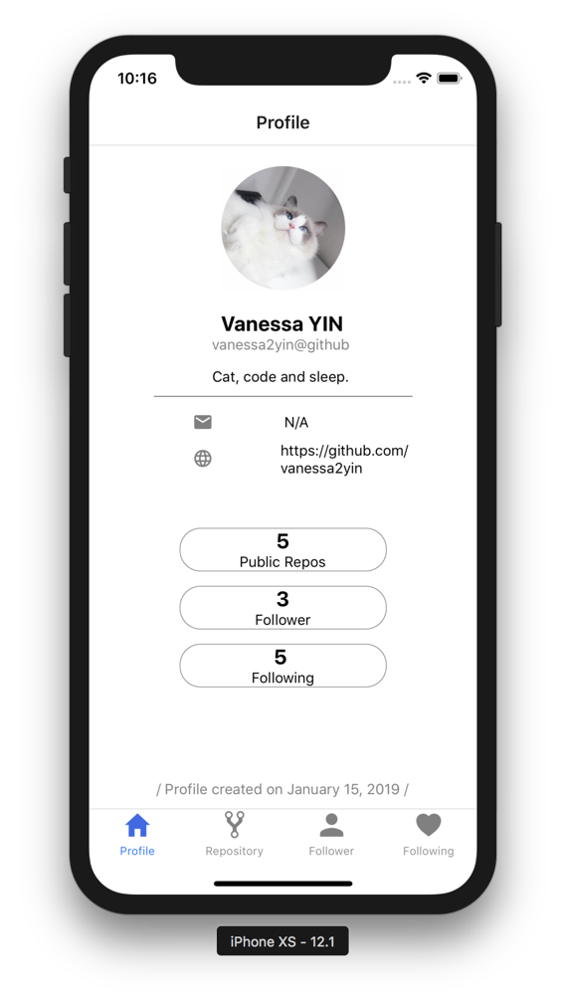 10:16
Profile
Vanessa YIN
vanessa2yin@github
Cat, code and sleep.
N/A
https://github.com/
vanessa2yin
5
Public Repos
3
Follower
5
Following
/ Profile created on January 15, 2019 /
Profile Repository Follower Following
iPhone XS - 12.1